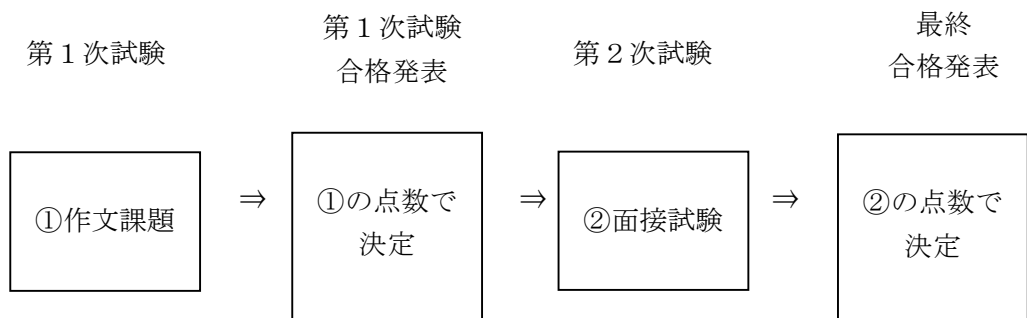 第１次試験
第１次試験
合格発表
第２次試験
最終
合格発表
①作文課題
⇒
①の点数で
決定
⇒
②面接試験
⇒
②の点数で
決定